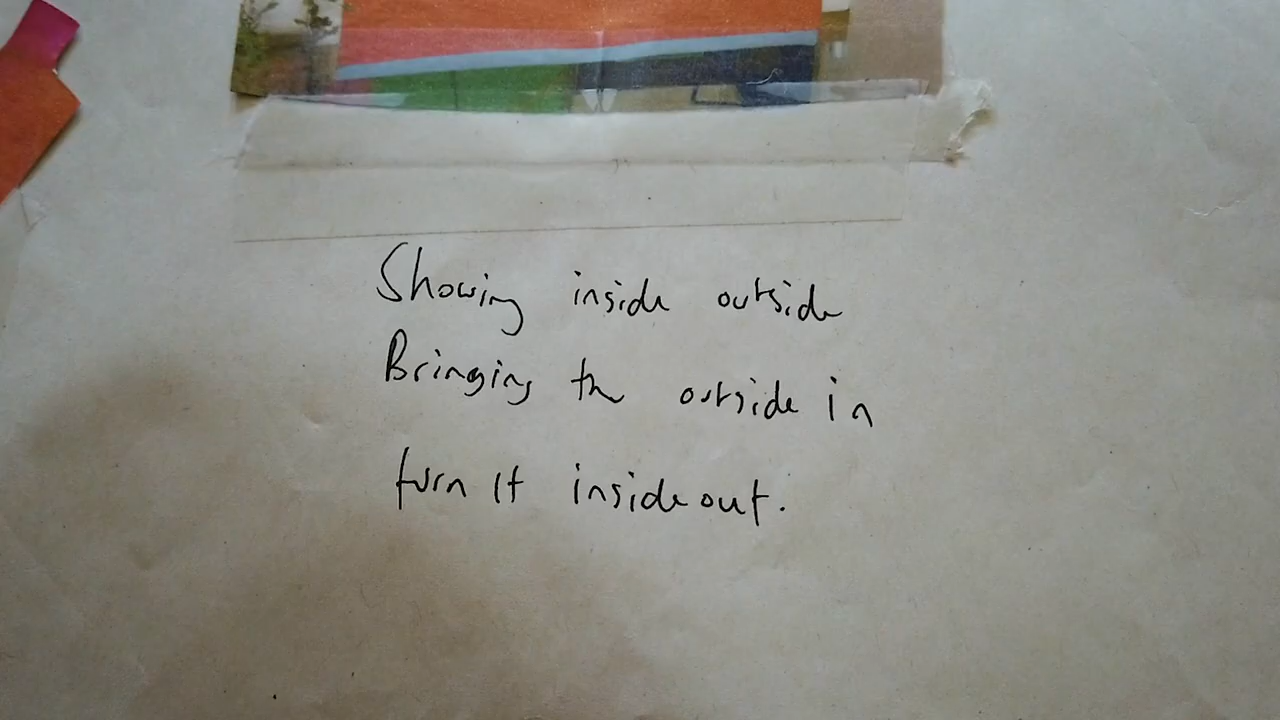 Showing inside outside
Bringing the outside in
turn It inside out.